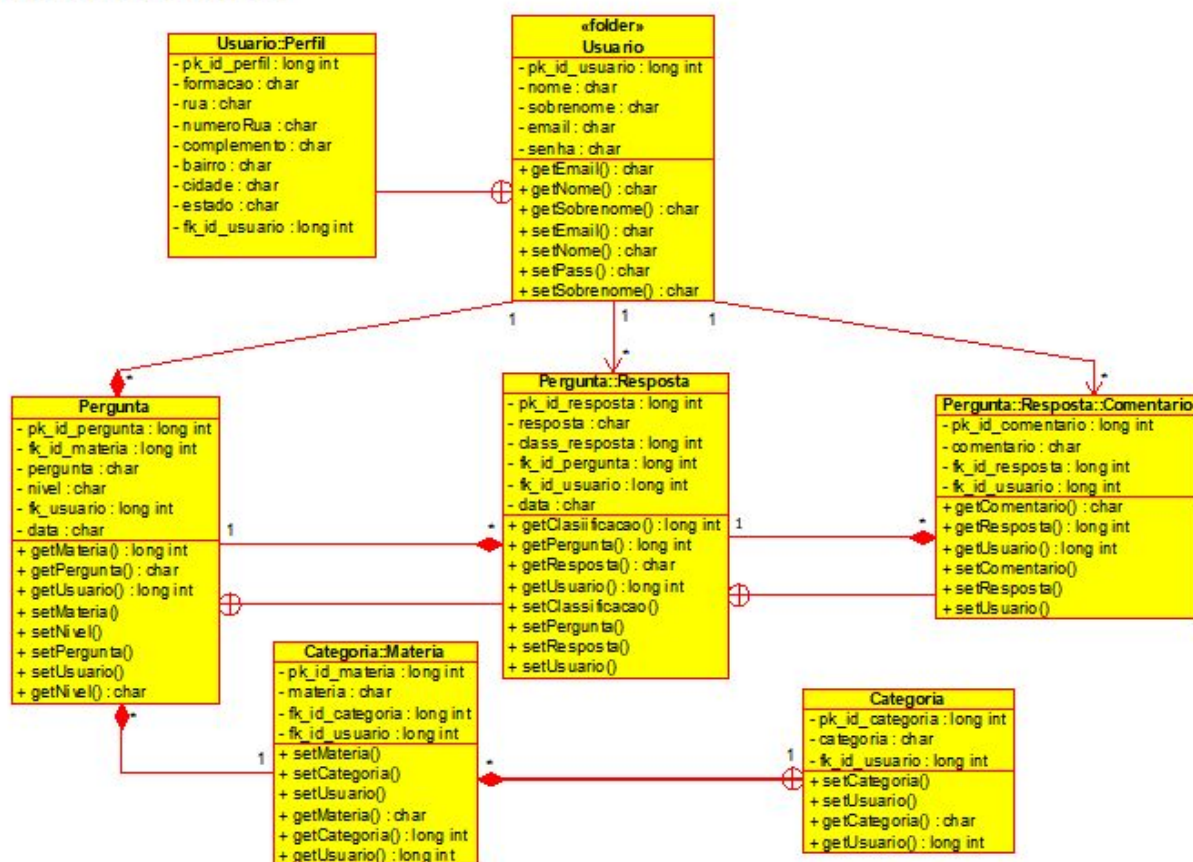 Usuario::Perfil
- pk_id_perfil : long int
- formacao : char
- rua : char
- numeroRua : char
- complemento : char
- bairro : char
- cidade : char
- estado : char
- fk_id_usuario : long int
«folder»
Usuario
- pk_id_usuario : long int
- nome : char
- sobrenome : char
- email : char
- senha : char
+ getEmail() : char
+ getNome() : char
+ getSobrenome() : char
+ setEmail() : char
+ setNome() : char
+ setPass() : char
+ setSobrenome() : char
1
1
1
*
*
*
Pergunta
- pk_id_pergunta : long int
- fk_id_materia : long int
- pergunta : char
- nivel : char
- fk_usuario : long int
- data : char
+ getMateria() : long int
+ getPergunta() : char
+ getUsuario() : long int
+ setMateria()
+ setNivel()
+ setPergunta()
+ setUsuario()
+ getNivel() : char
1
*
Pergunta::Resposta
- pk_id_resposta : long int
- resposta : char
- class_resposta : long int
- fk_id_pergunta : long int
- fk_id_usuario : long int
- data : char
+ getClasiificacao() : long int
+ getPergunta() : long int
+ getResposta() : char
+ getUsuario() : long int
+ setClassificacao()
+ setPergunta()
+ setResposta()
+ setUsuario()
1
*
Pergunta::Resposta::Comentario
- pk_id_comentario : long int
- comentario : char
- fk_id_resposta : long int
- fk_id_usuario : long int
+ getComentario() : char
+ getResposta() : long int
+ getUsuario() : long int
+ setComentario()
+ setResposta()
+ setUsuario()
*
1
Categoria::Materia
- pk_id_materia : long int
- materia : char
- fk_id_categoria : long int
- fk_id_usuario : long int
+ setMateria()
+ setCategoria()
+ setUsuario()
+ getMateria() : char
+ getCategoria() : long int
+ getUsuario() : long int
*
1
Categoria
- pk_id_categoria : long int
- categoria : char
- fk_id_usuario : long int
+ setCategoria()
+ setUsuario()
+ getCategoria() : char
+ getUsuario() : long int